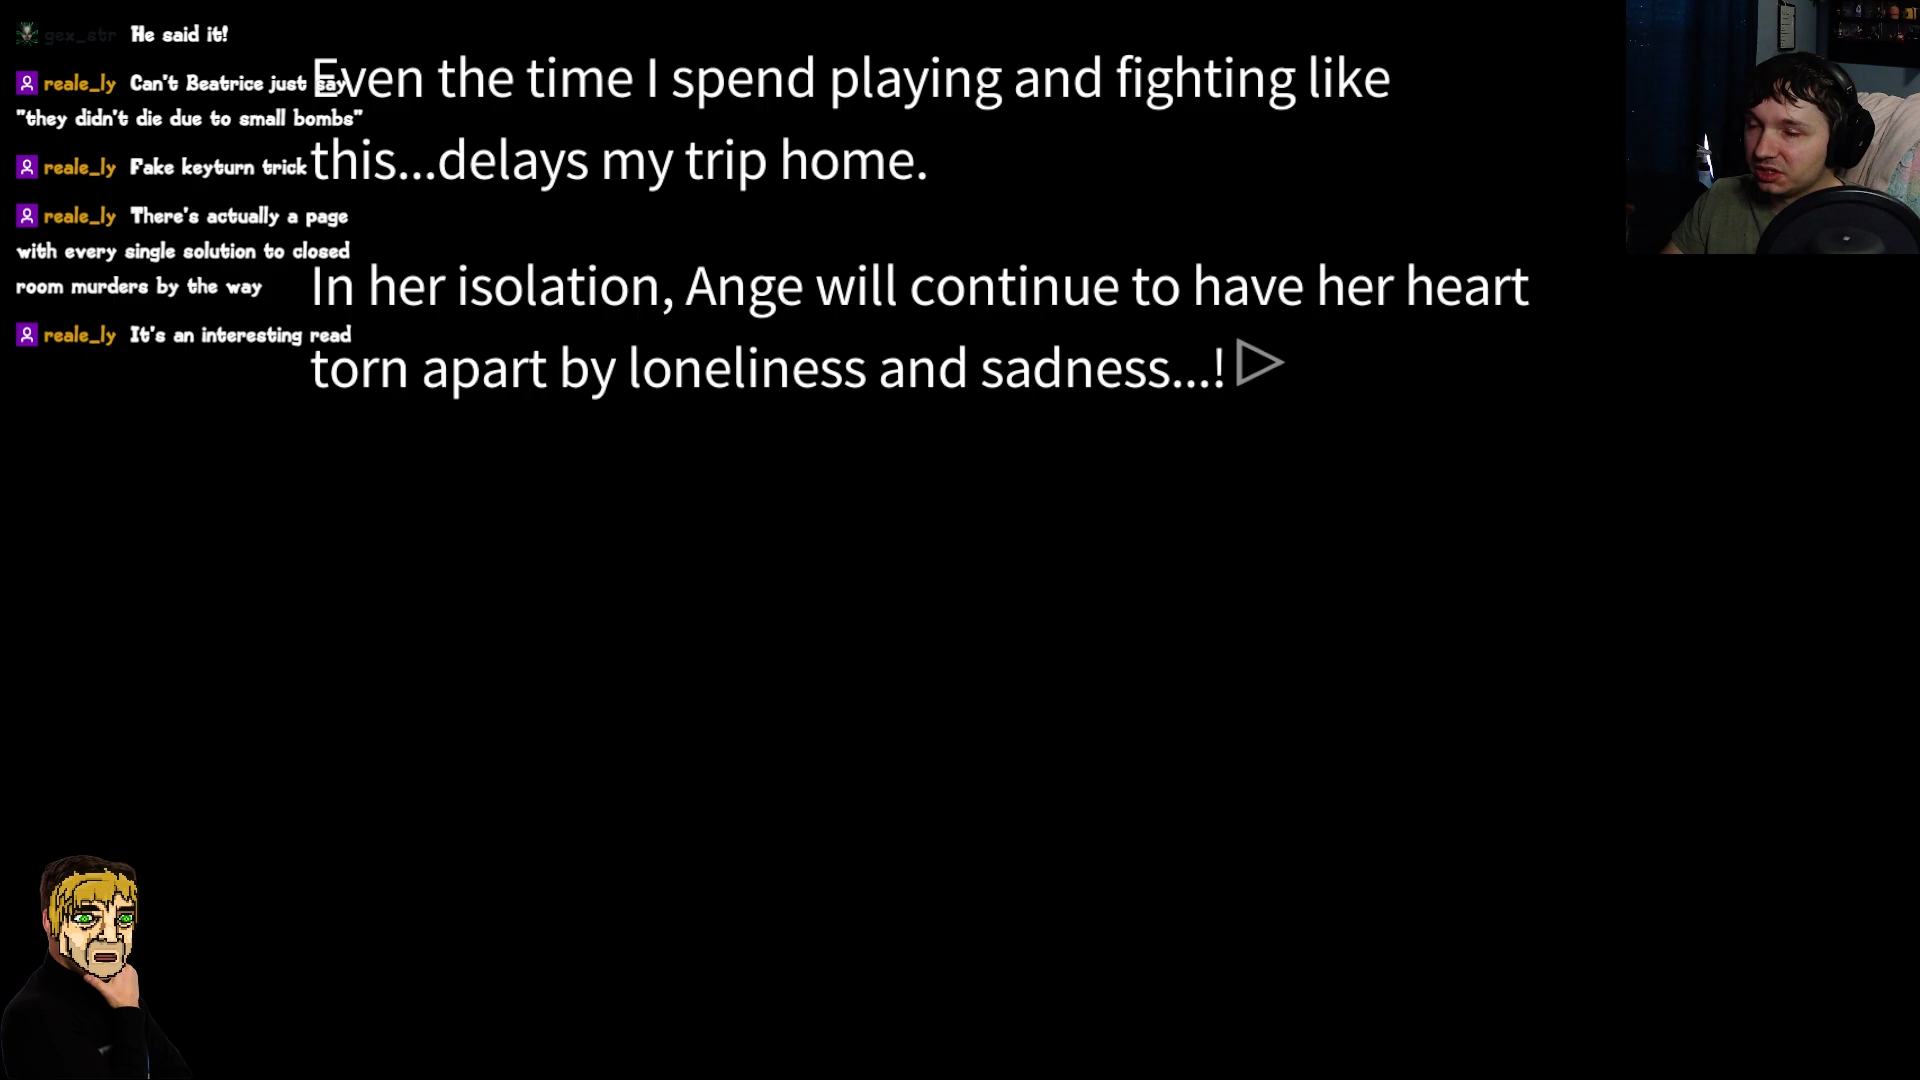 gex_str He said it!
reale_ly Can't Beatrice just say
"they didn't die due to small bombs"
reale_ly Fake keyturn trick
reale_ly There's actually a page
with every single solution to closed
room murders by the way
reale_ly It's an interesting read
Even the time I spend playing and fighting like
this...delays my trip home.
In her isolation, Ange will continue to have her heart
torn apart by loneliness and sadness...!